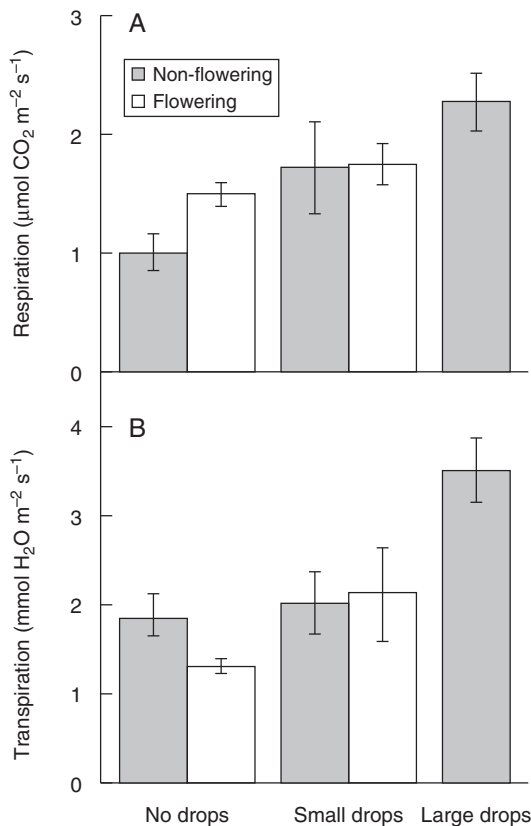 A
Non-flowering
Flowering
Respiration (μmol CO₂ m⁻² s⁻¹)
3
2
1
0
B
Transpiration (mmol H₂O m⁻² s⁻¹)
4
3
2
1
0
No drops
Small drops
Large drops